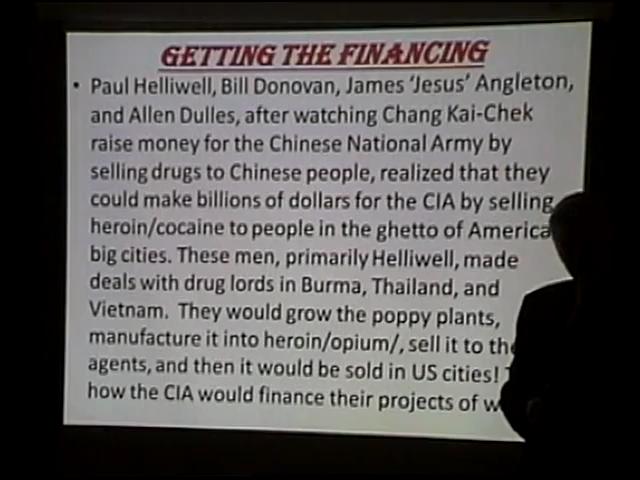 GETTING THE FINANCING
• Paul Helliwell, Bill Donovan, James ‘Jesus’ Angleton,
and Allen Dulles, after watching Chang Kai-Chek
raise money for the Chinese National Army by
selling drugs to Chinese people, realized that they
could make billions of dollars for the CIA by selling
heroin/cocaine to people in the ghetto of America
big cities. These men, primarily Helliwell, made
deals with drug lords in Burma, Thailand, and
Vietnam. They would grow the poppy plants,
manufacture it into heroin/opium/, sell it to the
agents, and then it would be sold in US cities!
how the CIA would finance their projects of